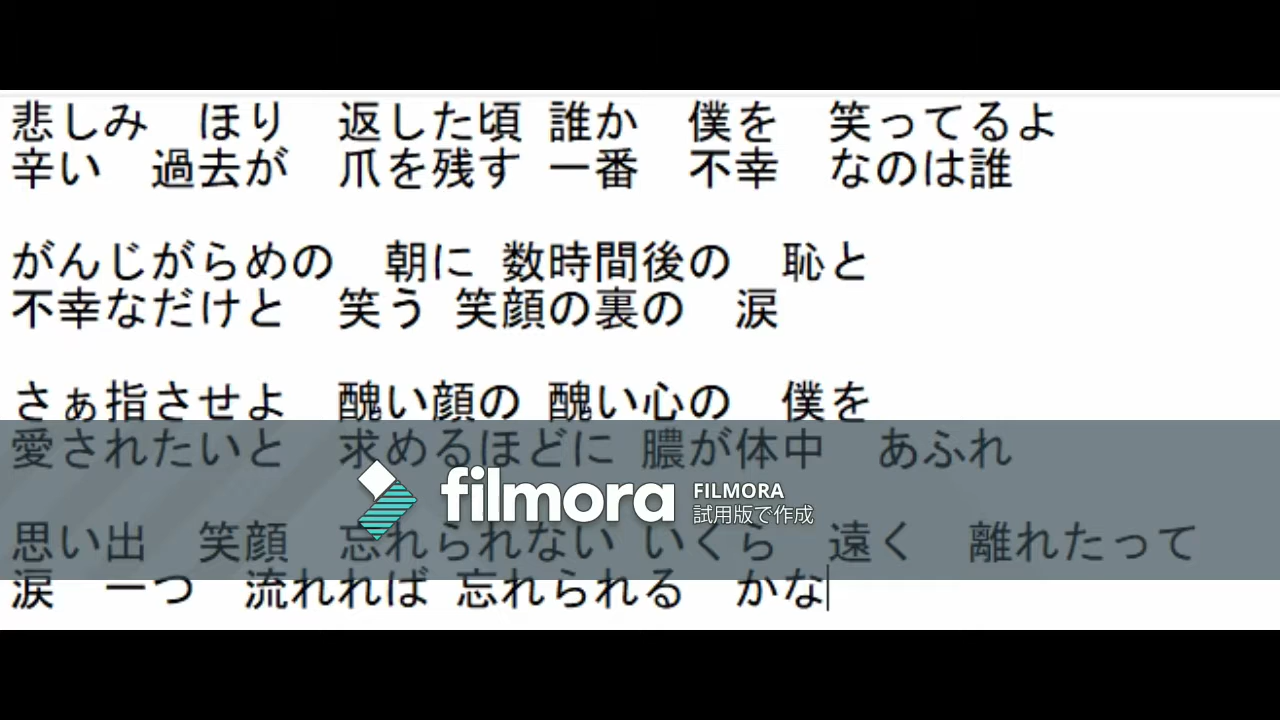 悲しみ　ほり　返した頃 誰か　僕を　笑ってるよ
辛い　過去が　爪を残す 一番　不幸　なのは誰
がんじがらめの　朝に 数時間後の　恥と
不幸なだけと　笑う 笑顔の裏の　涙
さぁ指させよ　醜い顔の 醜い心の　僕を
愛されたいと　求めるほどに 膿が体中　あふれ
filmora
FILMORA
試用版で作成
思い出　笑顔　忘れられない いくら　遠く　離れたって
涙　一つ　流れれば 忘れられる　かな